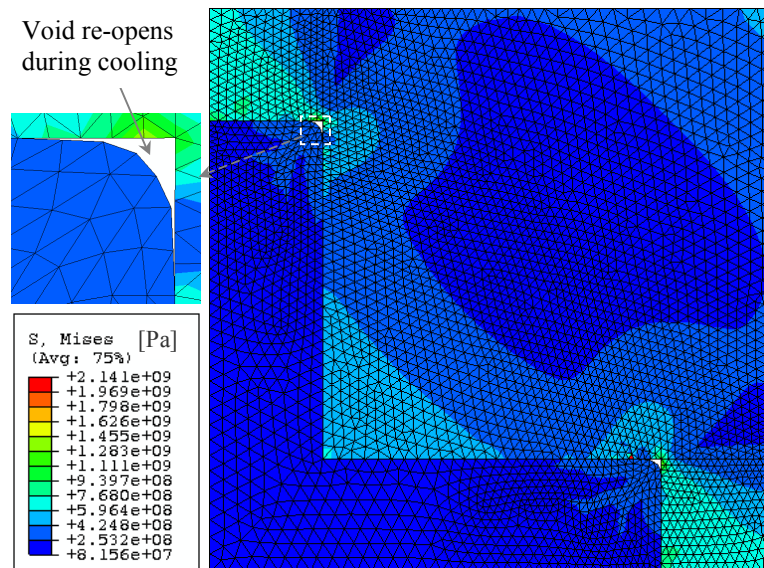 Void re-opens
during cooling
S, Mises [Pa]
(Avg: 75%)
+2.141e+09
+1.969e+09
+1.798e+09
+1.626e+09
+1.455e+09
+1.283e+09
+1.111e+09
+9.397e+08
+7.680e+08
+5.964e+08
+4.248e+08
+2.532e+08
+8.156e+07